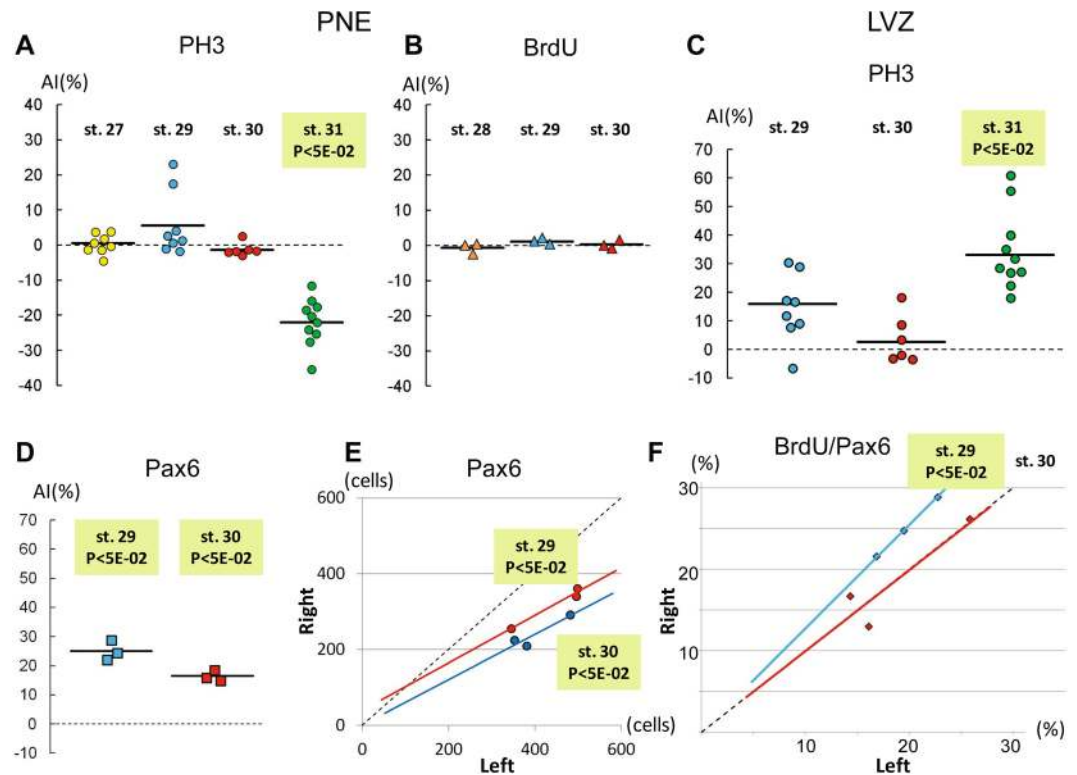 PNE
LVZ
A
PH3
AI(%)
40
30
20
10
0
-10
-20
-30
-40
st. 27
st. 29
st. 30
st. 31
P<5E-02
B
BrdU
AI(%)
40
30
20
10
0
-10
-20
-30
-40
st. 28
st. 29
st. 30
C
PH3
AI(%)
70
60
50
40
30
20
10
0
-10
st. 29
st. 30
st. 31
P<5E-02
D
Pax6
AI(%)
70
60
50
40
30
20
10
0
-10
st. 29
P<5E-02
st. 30
P<5E-02
E
Pax6
(cells)
600
400
200
0
Right
st. 29
P<5E-02
st. 30
P<5E-02
(cells)
0
200
400
600
Left
F
BrdU/Pax6
(%)
30
20
10
Right
st. 29
P<5E-02
st. 30
10
20
30
(%)
Left